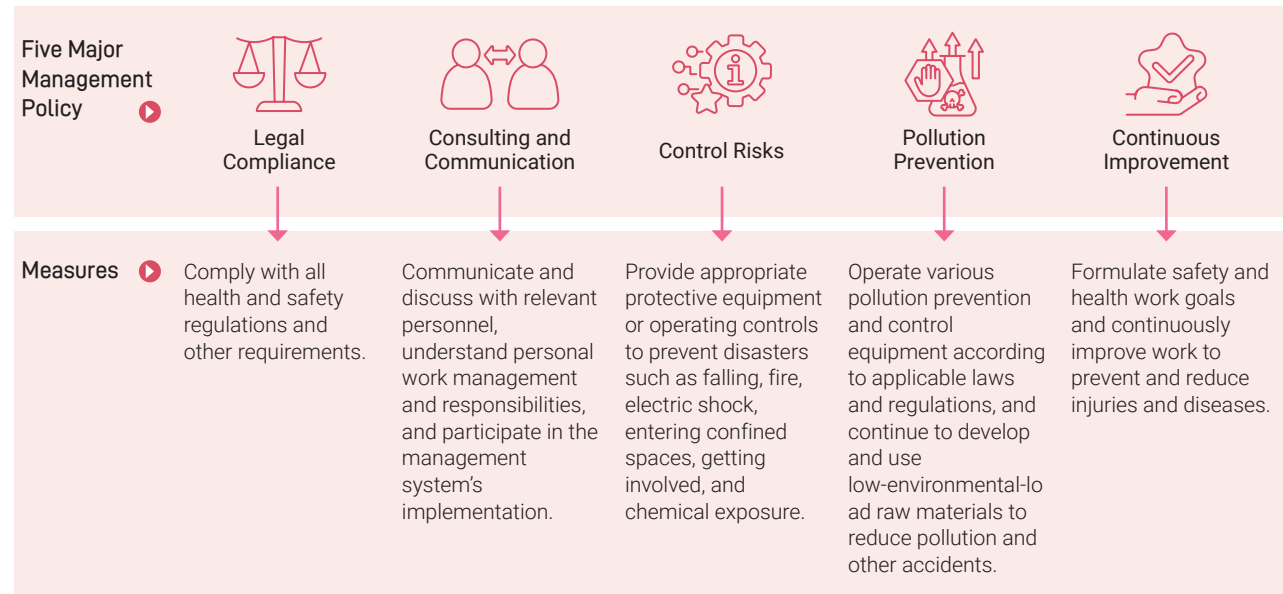 Five Major
Management
Policy
Legal
Compliance
Consulting and
Communication
Control Risks
Pollution
Prevention
Continuous
Improvement
Measures
Comply with all
health and safety
regulations and
other requirements.
Communicate and
discuss with relevant
personnel,
understand personal
work management
and responsibilities,
and participate in the
management
system's
implementation.
Provide appropriate
protective equipment
or operating controls
to prevent disasters
such as falling, fire,
electric shock,
entering confined
spaces, getting
involved, and
chemical exposure.
Operate various
pollution prevention
and control
equipment according
to applicable laws
and regulations, and
continue to develop
and use
low-environmental-lo
ad raw materials to
reduce pollution and
other accidents.
Formulate safety and
health work goals
and continuously
improve work to
prevent and reduce
injuries and diseases.